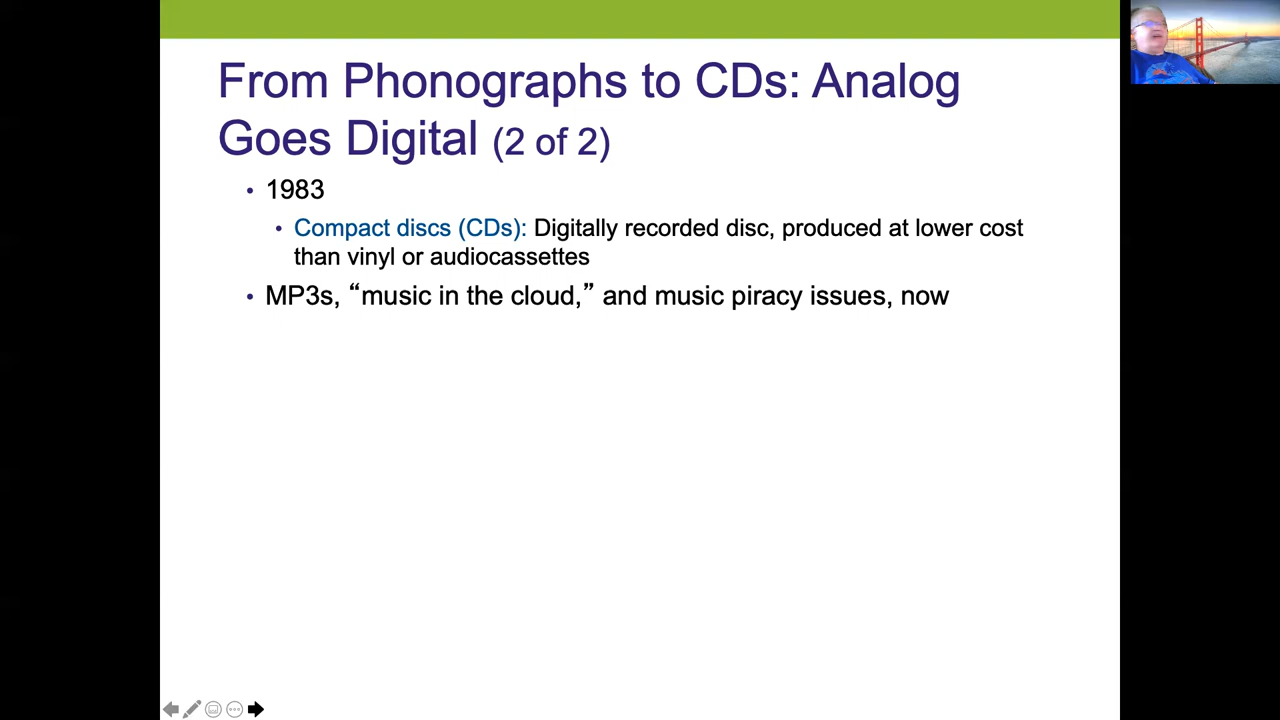 From Phonographs to CDs: Analog
Goes Digital (2 of 2)
• 1983
• Compact discs (CDs): Digitally recorded disc, produced at lower cost
than vinyl or audiocassettes
• MP3s, “music in the cloud,” and music piracy issues, now